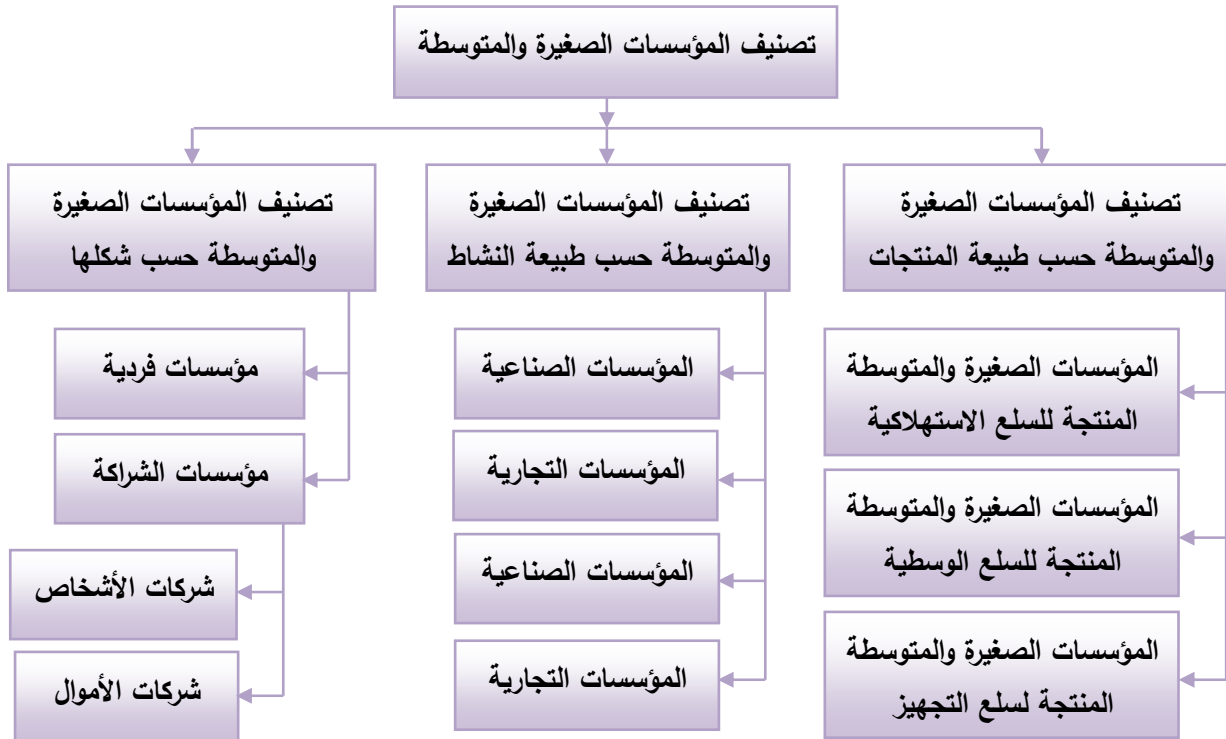 تصنيف المؤسسات الصغيرة والمتوسطة
تصنيف المؤسسات الصغيرة
والمتوسطة حسب طبيعة المنتجات
المؤسسات الصغيرة والمتوسطة
المنتجة للسلع الاستهلاكية
المؤسسات الصغيرة والمتوسطة
المنتجة للسلع الوسطية
المؤسسات الصغيرة والمتوسطة
المنتجة لسلع التجهيز
تصنيف المؤسسات الصغيرة
والمتوسطة حسب طبيعة النشاط
المؤسسات الصناعية
المؤسسات التجارية
المؤسسات الصناعية
المؤسسات التجارية
تصنيف المؤسسات الصغيرة
والمتوسطة حسب شكلها
مؤسسات فردية
مؤسسات الشراكة
شركات الأشخاص
شركات الأموال